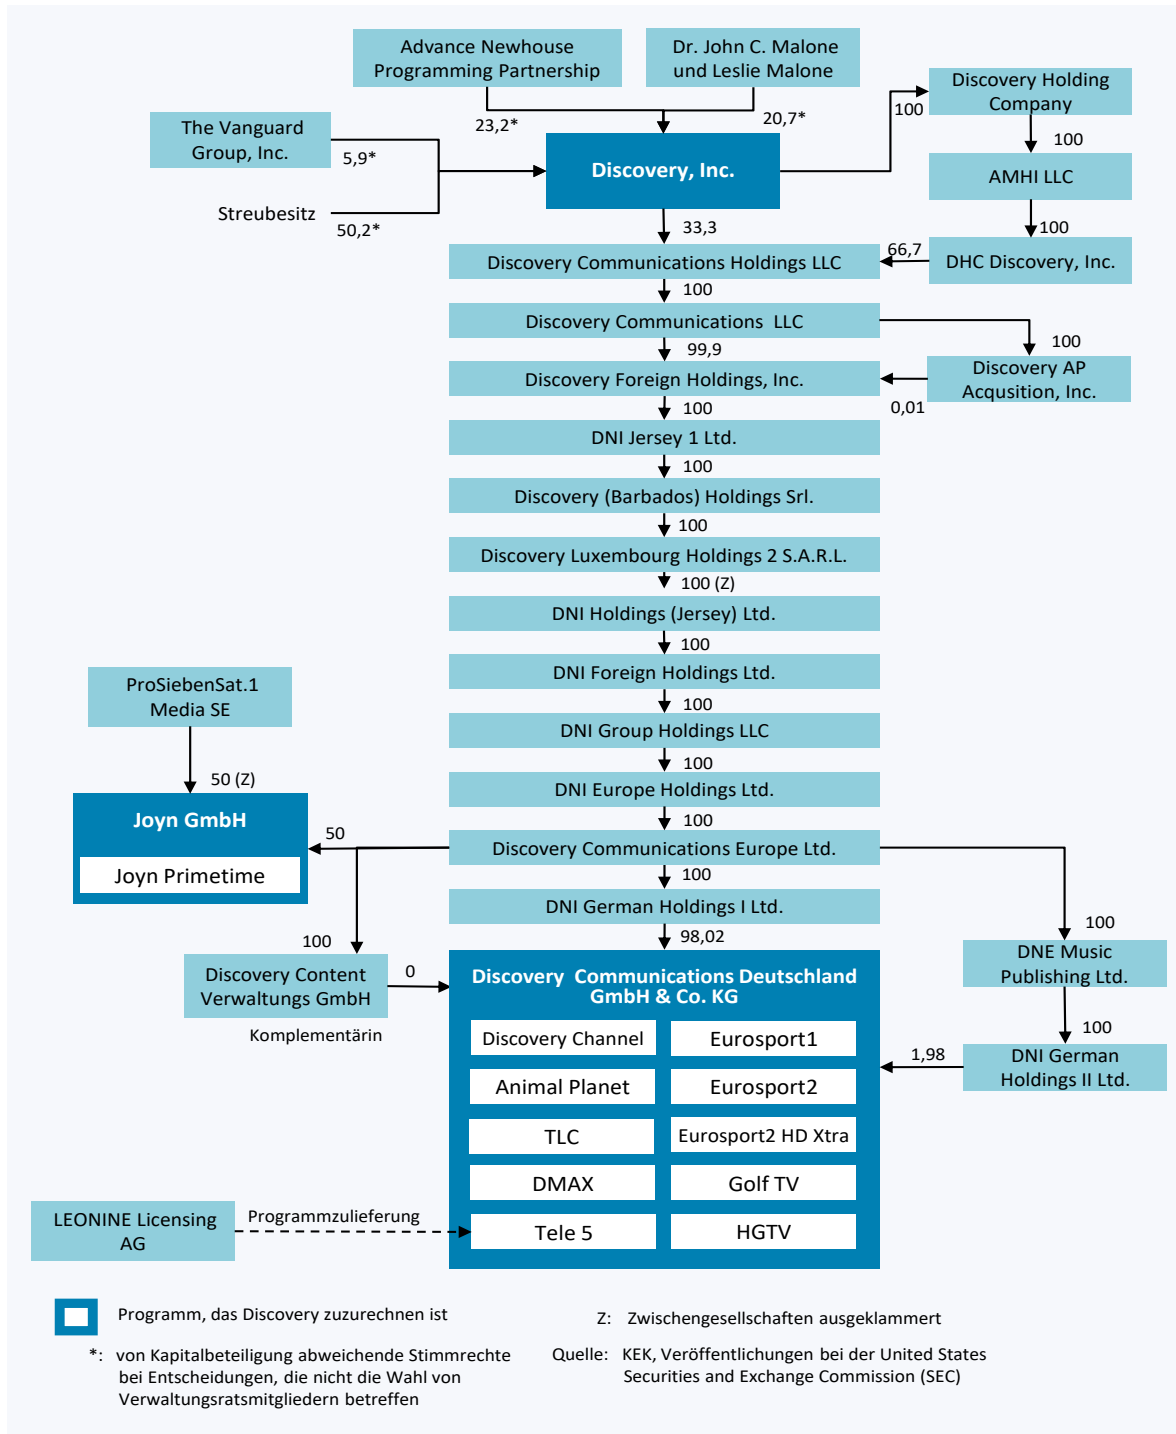 Advance Newhouse
Programming Partnership
Dr. John C. Malone
und Leslie Malone
Discovery Holding
Company
23,2*
20,7*
100
The Vanguard
Group, Inc.
5,9*
Discovery, Inc.
100
AMHI LLC
Streubesitz
50,2*
33,3
100
Discovery Communications Holdings LLC
66,7
DHC Discovery, Inc.
100
Discovery Communications LLC
99,9
100
Discovery Foreign Holdings, Inc.
Discovery AP
Acqusition, Inc.
0,01
100
DNI Jersey 1 Ltd.
100
Discovery (Barbados) Holdings Srl.
100
Discovery Luxembourg Holdings 2 S.A.R.L.
100 (Z)
DNI Holdings (Jersey) Ltd.
100
DNI Foreign Holdings Ltd.
ProSiebenSat.1
Media SE
100
DNI Group Holdings LLC
100
50 (Z)
DNI Europe Holdings Ltd.
100
Joyn GmbH
Joyn Primetime
50
Discovery Communications Europe Ltd.
100
DNI German Holdings I Ltd.
98,02
100
100
Discovery Content
Verwaltungs GmbH
0
Komplementärin
DNE Music
Publishing Ltd.
100
DNI German
Holdings II Ltd.
1,98
Discovery Communications Deutschland
GmbH & Co. KG
Discovery Channel
Eurosport1
Animal Planet
Eurosport2
TLC
Eurosport2 HD Xtra
DMAX
Golf TV
Tele 5
HGTV
LEONINE Licensing
AG
Programmzulieferung
Programm, das Discovery zuzurechnen ist
Z: Zwischengesellschaften ausgeklammert
*: von Kapitalbeteiligung abweichende Stimmrechte
bei Entscheidungen, die nicht die Wahl von
Verwaltungsratsmitgliedern betreffen
Quelle: KEK, Veröffentlichungen bei der United States
Securities and Exchange Commission (SEC)